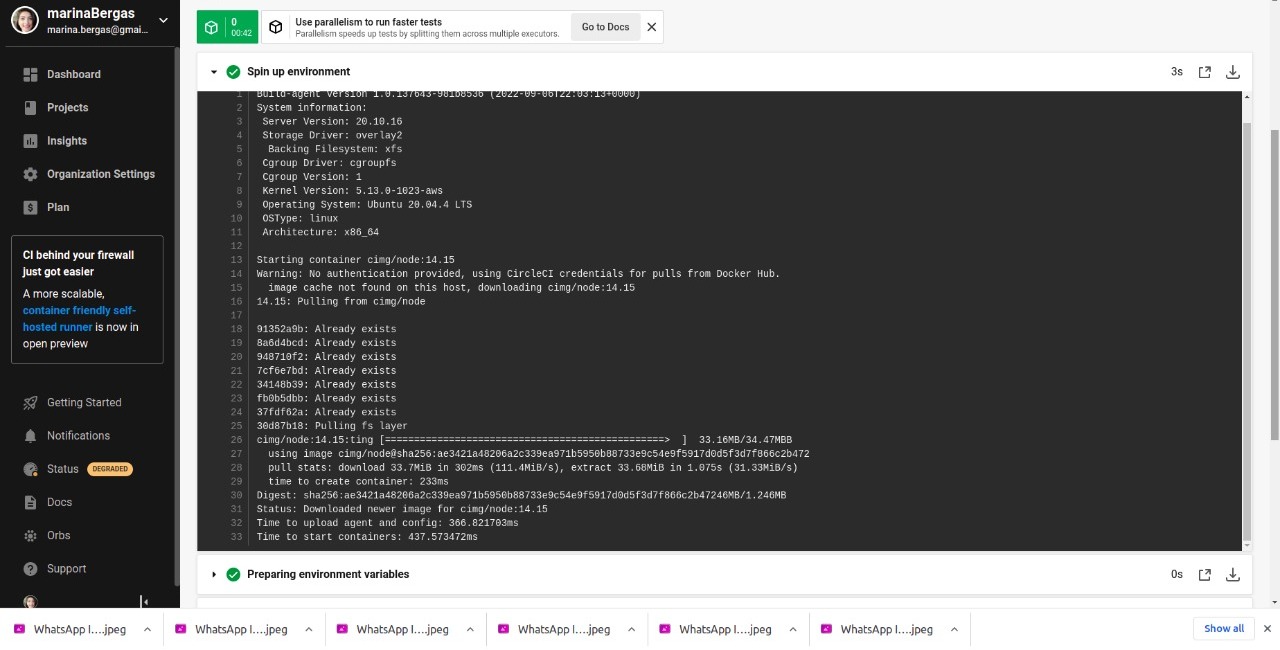 marinaBergas
marina.bergas@gmai...
Dashboard
Projects
Insights
Organization Settings
Plan
CI behind your firewall
just got easier
A more scalable,
container friendly self-
hosted runner is now in
open preview
Getting Started
Notifications
Status DEGRADED
Docs
Orbs
Support
0
00:42
Use parallelism to run faster tests
Parallelism speeds up tests by splitting them across multiple executors.
Go to Docs
Spin up environment
3s
1 Build-agent version 1.0.137643-981b8536 (2022-09-06T22:03:13+0000)
2 System information:
3 Server Version: 20.10.16
4 Storage Driver: overlay2
5 Backing Filesystem: xfs
6 Cgroup Driver: cgroupfs
7 Cgroup Version: 1
8 Kernel Version: 5.13.0-1023-aws
9 Operating System: Ubuntu 20.04.4 LTS
10 OSType: linux
11 Architecture: x86_64
12
13 Starting container cimg/node:14.15
14 Warning: No authentication provided, using CircleCI credentials for pulls from Docker Hub.
15 image cache not found on this host, downloading cimg/node:14.15
16 14.15: Pulling from cimg/node
17
18 91352a9b: Already exists
19 8a6d4bcd: Already exists
20 948710f2: Already exists
21 7cf6e7bd: Already exists
22 34148b39: Already exists
23 fb0b5dbb: Already exists
24 37fdf62a: Already exists
25 30d87b18: Pulling fs layer
26 cimg/node:14.15:ting [================================================> ] 33.16MB/34.47MBB
27 using image cimg/node@sha256:ae3421a48206a2c339ea971b5950b88733e9c54e9f5917d0d5f3d7f866c2b472
28 pull stats: download 33.7MiB in 302ms (111.4MiB/s), extract 33.68MiB in 1.075s (31.33MiB/s)
29 time to create container: 233ms
30 Digest: sha256:ae3421a48206a2c339ea971b5950b88733e9c54e9f5917d0d5f3d7f866c2b47246MB/1.246MB
31 Status: Downloaded newer image for cimg/node:14.15
32 Time to upload agent and config: 366.821703ms
33 Time to start containers: 437.573472ms
Preparing environment variables
0s
WhatsApp I....jpeg
WhatsApp I....jpeg
WhatsApp I....jpeg
WhatsApp I....jpeg
WhatsApp I....jpeg
WhatsApp I....jpeg
Show all